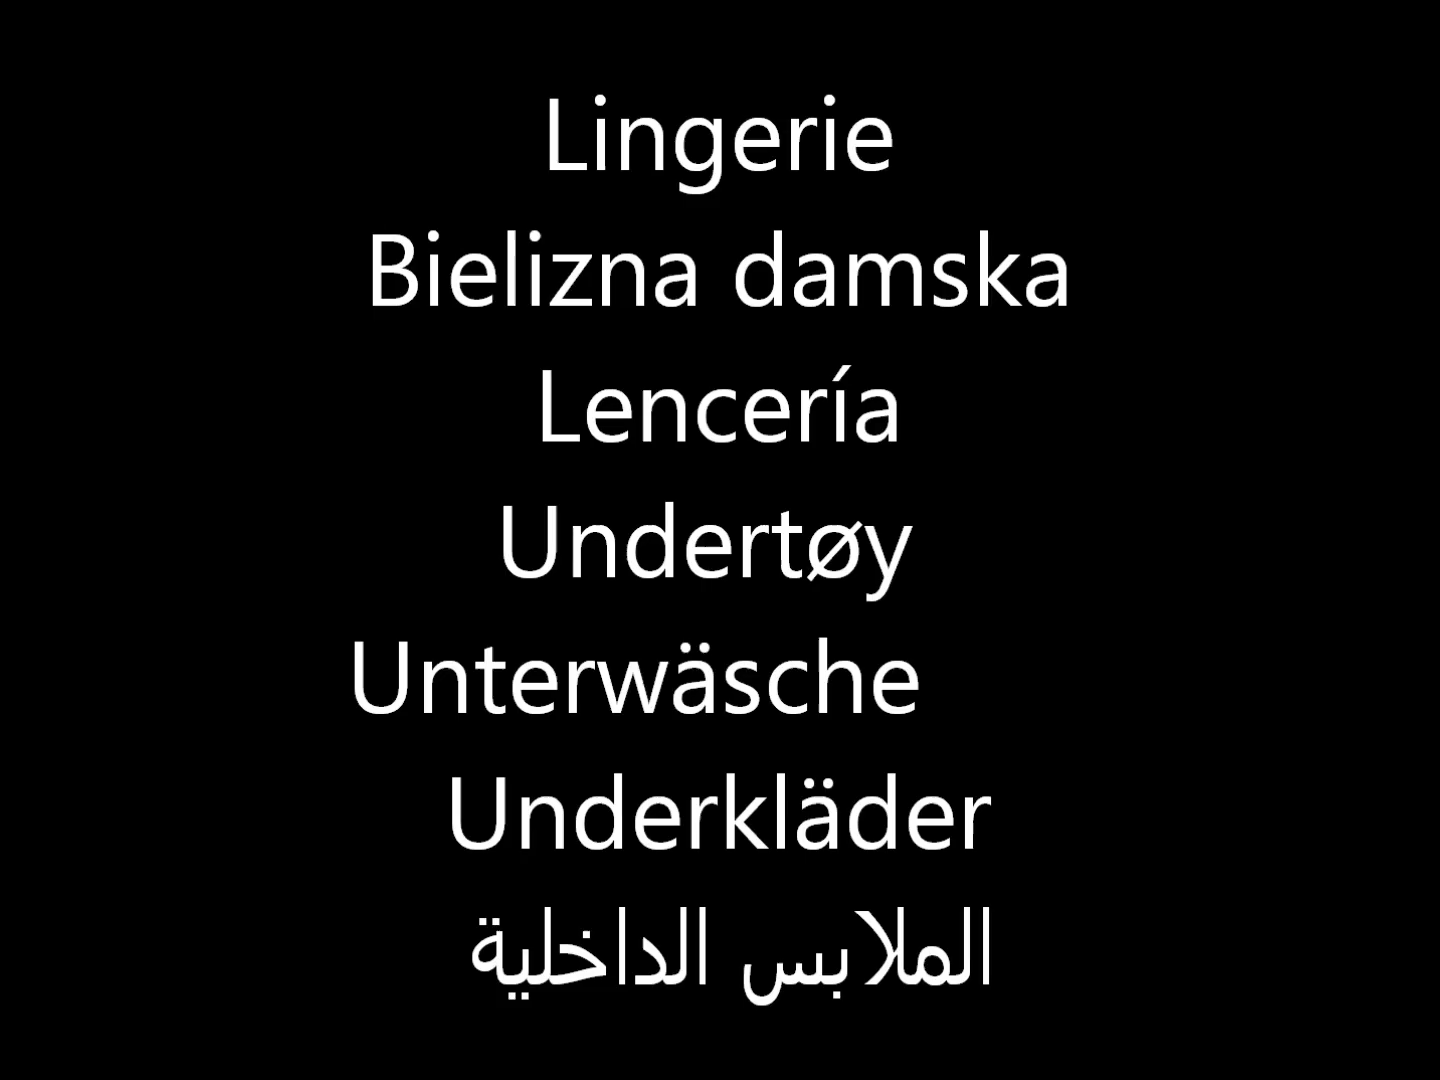 Lingerie
Bielizna damska
Lencería
Undertøy
Unterwäsche
Underkläder
الملابس الداخلية